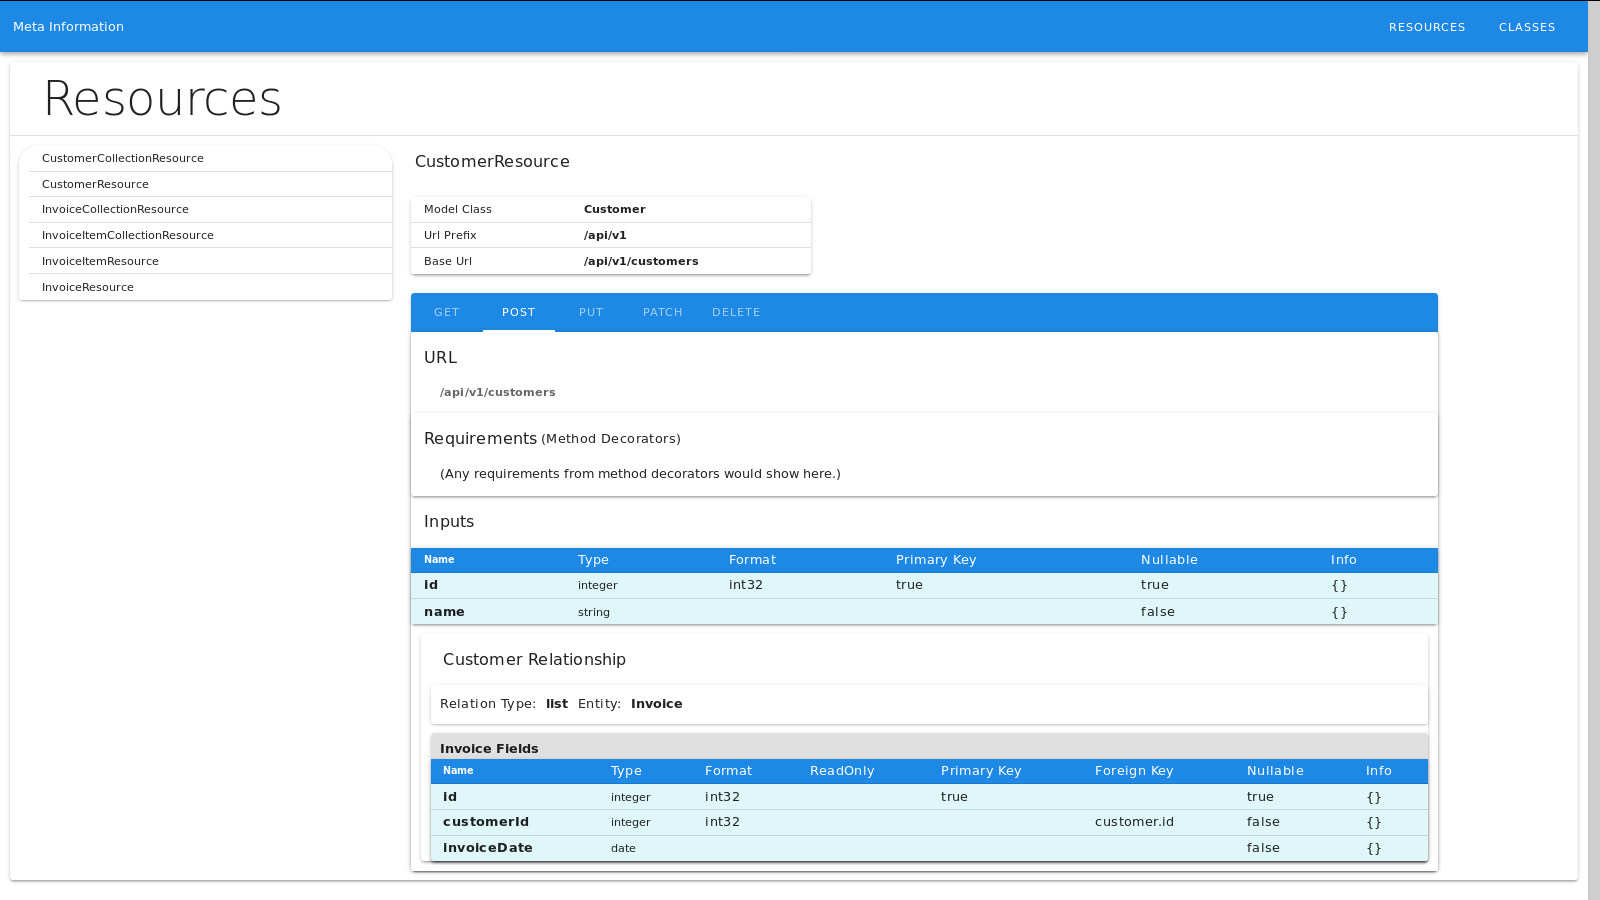 Meta Information RESOURCES CLASSES
Resources
CustomerCollectionResource
CustomerResource
InvoiceCollectionResource
InvoiceItemCollectionResource
InvoiceItemResource
InvoiceResource
CustomerResource
Model Class Customer
Url Prefix /api/v1
Base Url /api/v1/customers
GET POST PUT PATCH DELETE
URL
/api/v1/customers
Requirements (Method Decorators)
(Any requirements from method decorators would show here.)
Inputs
Name Type Format Primary Key Nullable Info
id integer int32 true true {}
name string false {}
Customer Relationship
Relation Type: list Entity: Invoice
Invoice Fields
Name Type Format ReadOnly Primary Key Foreign Key Nullable Info
id integer int32 true true {}
customerId integer int32 customer.id false {}
invoiceDate date false {}